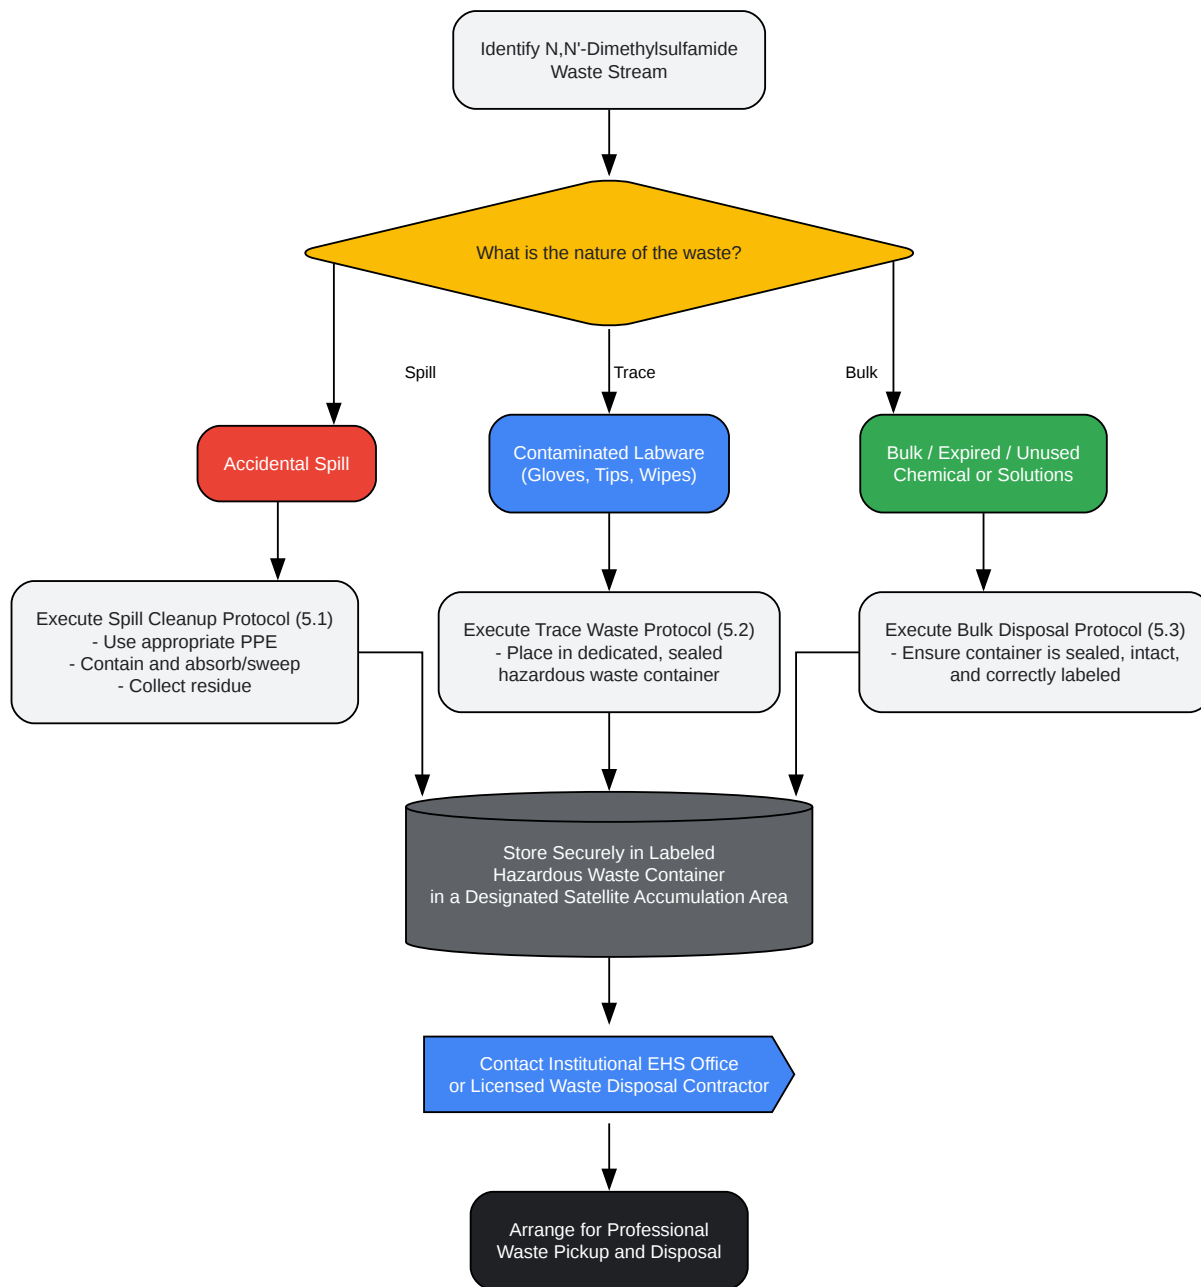 Identify N,N'-Dimethylsulfamide
Waste Stream
What is the nature of the waste?
Spill
Trace
Bulk
Accidental Spill
Contaminated Labware
(Gloves, Tips, Wipes)
Bulk / Expired / Unused
Chemical or Solutions
Execute Spill Cleanup Protocol (5.1)
- Use appropriate PPE
- Contain and absorb/sweep
- Collect residue
Execute Trace Waste Protocol (5.2)
- Place in dedicated, sealed
hazardous waste container
Execute Bulk Disposal Protocol (5.3)
- Ensure container is sealed, intact,
and correctly labeled
Store Securely in Labeled
Hazardous Waste Container
in a Designated Satellite Accumulation Area
Contact Institutional EHS Office
or Licensed Waste Disposal Contractor
Arrange for Professional
Waste Pickup and Disposal